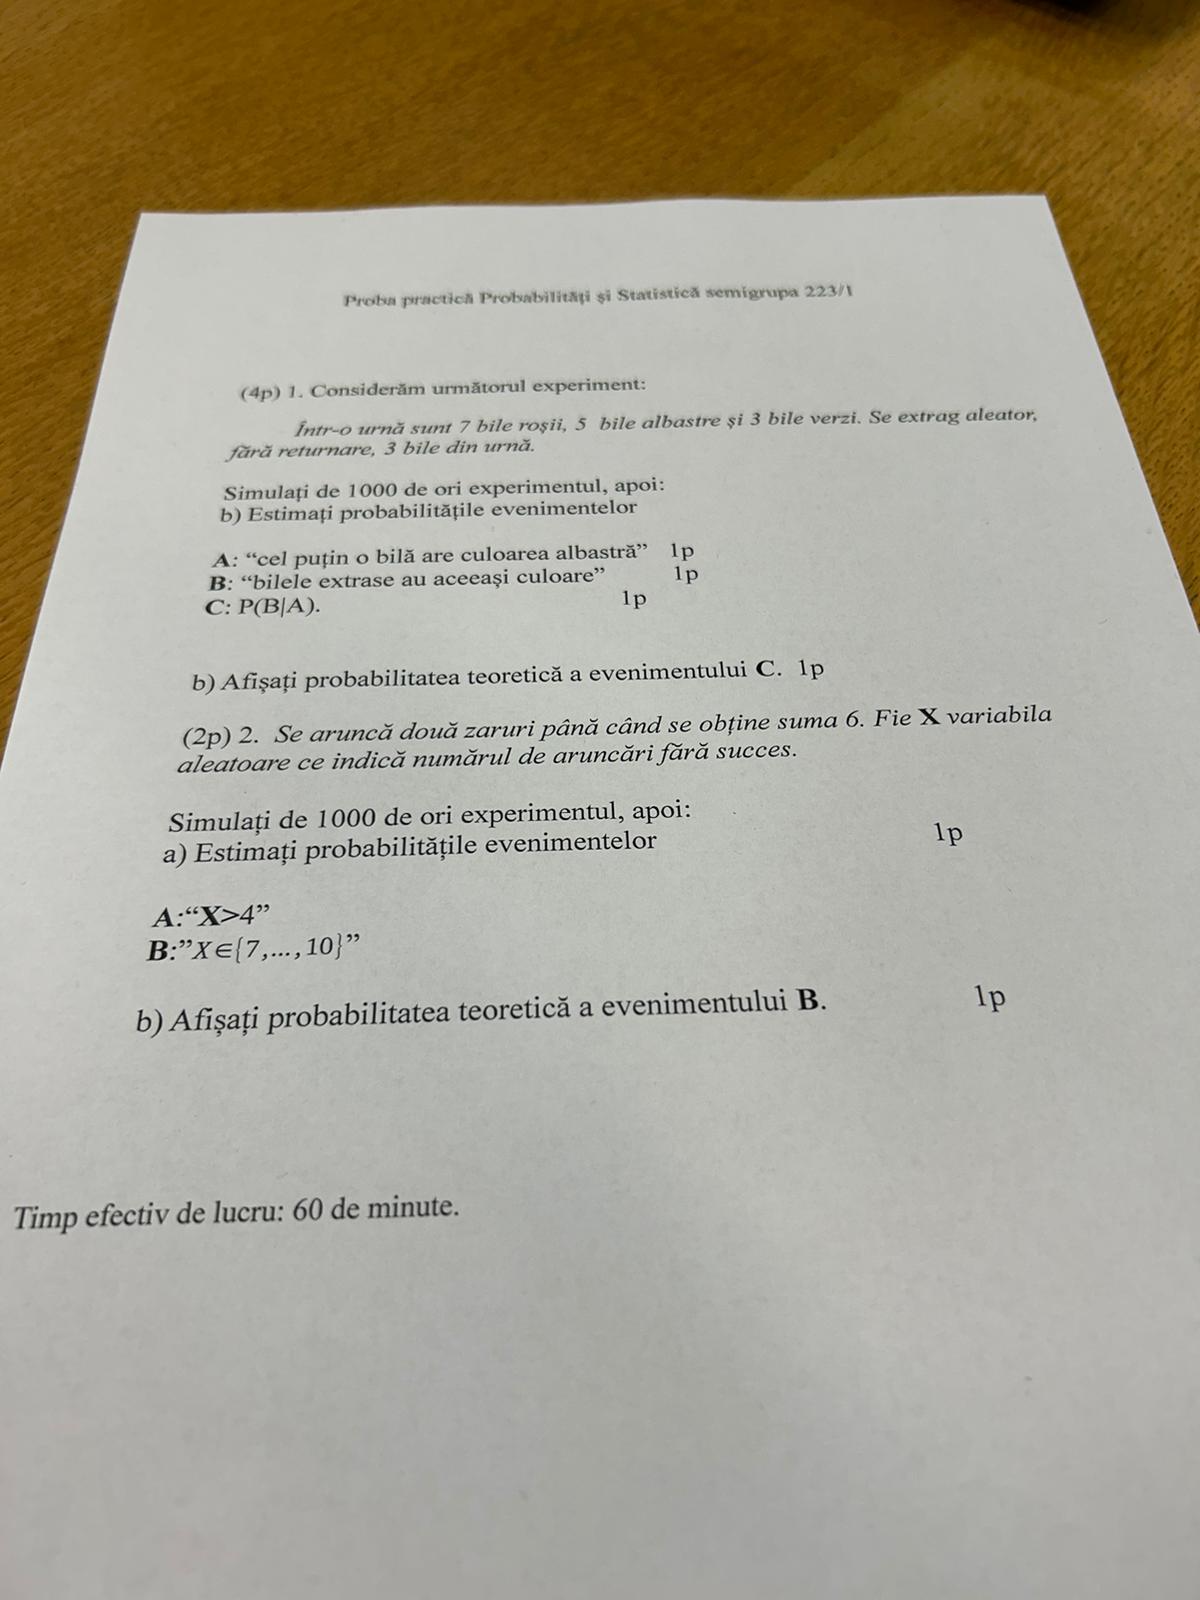 Proba practică Probabilități și Statistică semigrupa 223/1
(4p) 1. Considerăm următorul experiment:
Într-o urnă sunt 7 bile roșii, 5 bile albastre și 3 bile verzi. Se extrag aleator,
fără returnare, 3 bile din urnă.
Simulați de 1000 de ori experimentul, apoi:
b) Estimați probabilitățile evenimentelor
A: “cel puțin o bilă are culoarea albastră” 1p
B: “bilele extrase au aceeași culoare” 1p
C: P(B|A). 1p
b) Afișați probabilitatea teoretică a evenimentului C. 1p
(2p) 2. Se aruncă două zaruri până când se obține suma 6. Fie X variabila
aleatoare ce indică numărul de aruncări fără succes.
Simulați de 1000 de ori experimentul, apoi:
a) Estimați probabilitățile evenimentelor 1p
A:“X>4”
B:”X∈{7,...,10}”
b) Afișați probabilitatea teoretică a evenimentului B. 1p
Timp efectiv de lucru: 60 de minute.